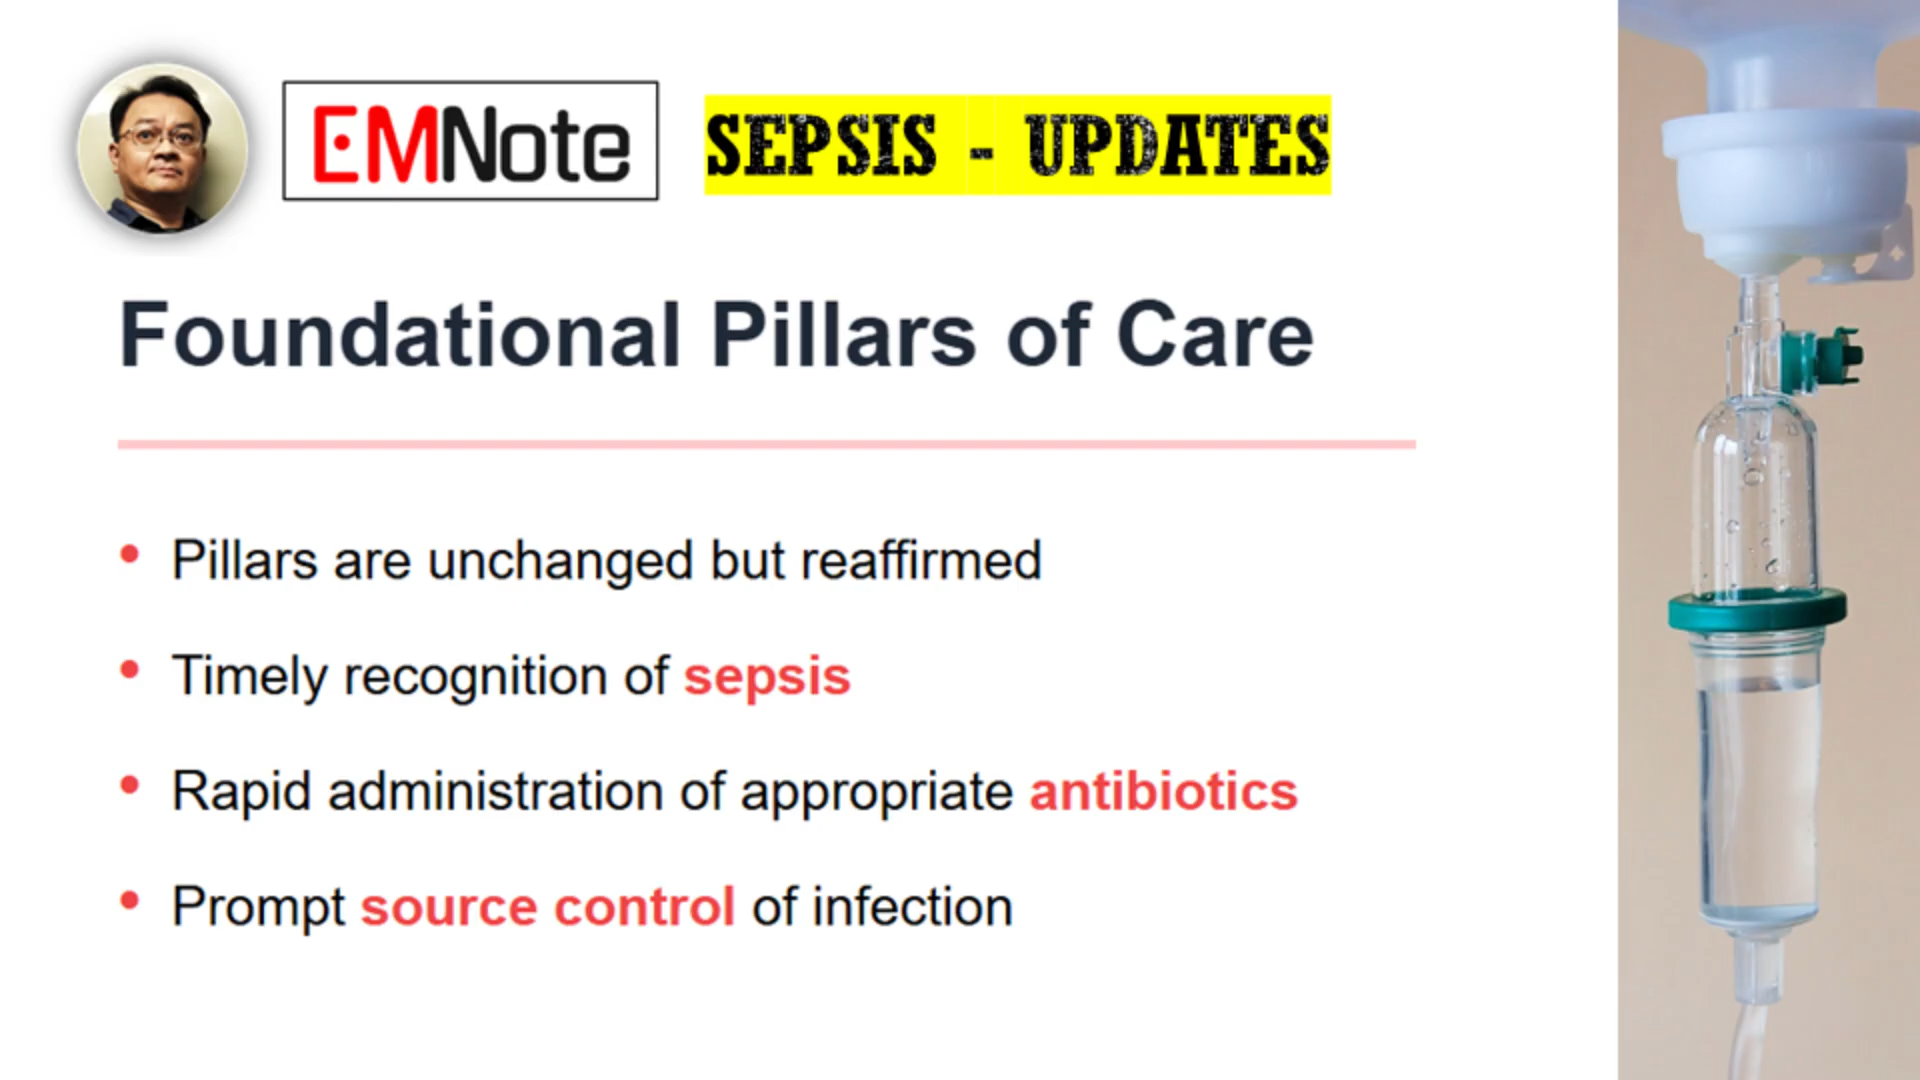 EMNote
SEPSIS - UPDATES
Foundational Pillars of Care
• Pillars are unchanged but reaffirmed
• Timely recognition of sepsis
• Rapid administration of appropriate antibiotics
• Prompt source control of infection